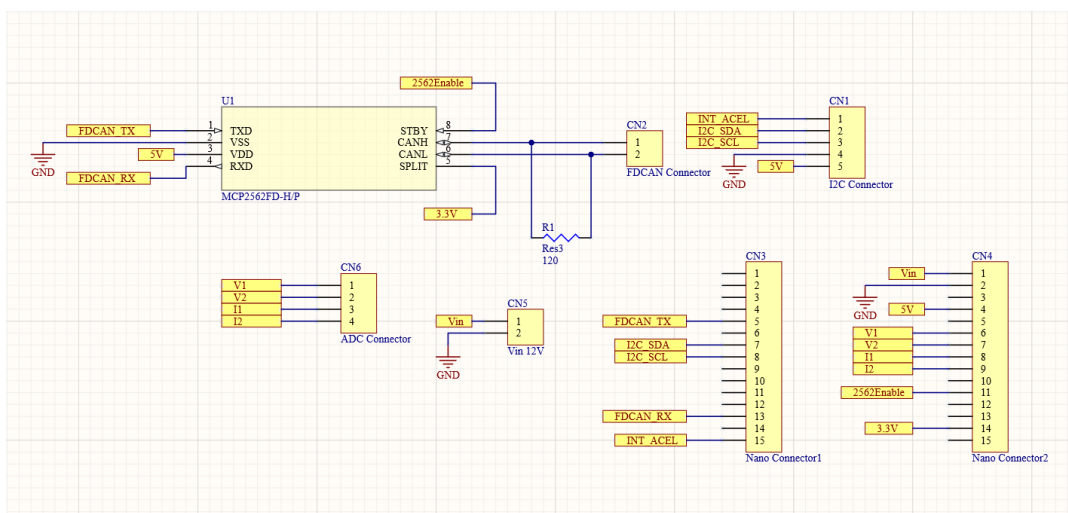 2562Enable
U1
FDCAN_TX
1
TXD
STBY
8
GND
2
VSS
CANH
7
5V
3
VDD
CANL
6
FDCAN_RX
4
RXD
SPLIT
5
MCP2562FD-H/P
3.3V
CN2
1
2
FDCAN Connector
R1
Res3
120
CN1
INT_ACEL
1
I2C_SDA
2
I2C_SCL
3
GND
4
5V
5
I2C Connector
CN6
V1
1
V2
2
I1
3
I2
4
ADC Connector
CN5
Vin
1
GND
2
Vin 12V
CN3
1
2
3
4
FDCAN_TX
5
6
I2C_SDA
7
I2C_SCL
8
9
10
11
12
FDCAN_RX
13
14
INT_ACEL
15
Nano Connector1
CN4
Vin
1
GND
2
3
5V
4
5
V1
6
V2
7
I1
8
I2
9
10
2562Enable
11
12
13
3.3V
14
15
Nano Connector2